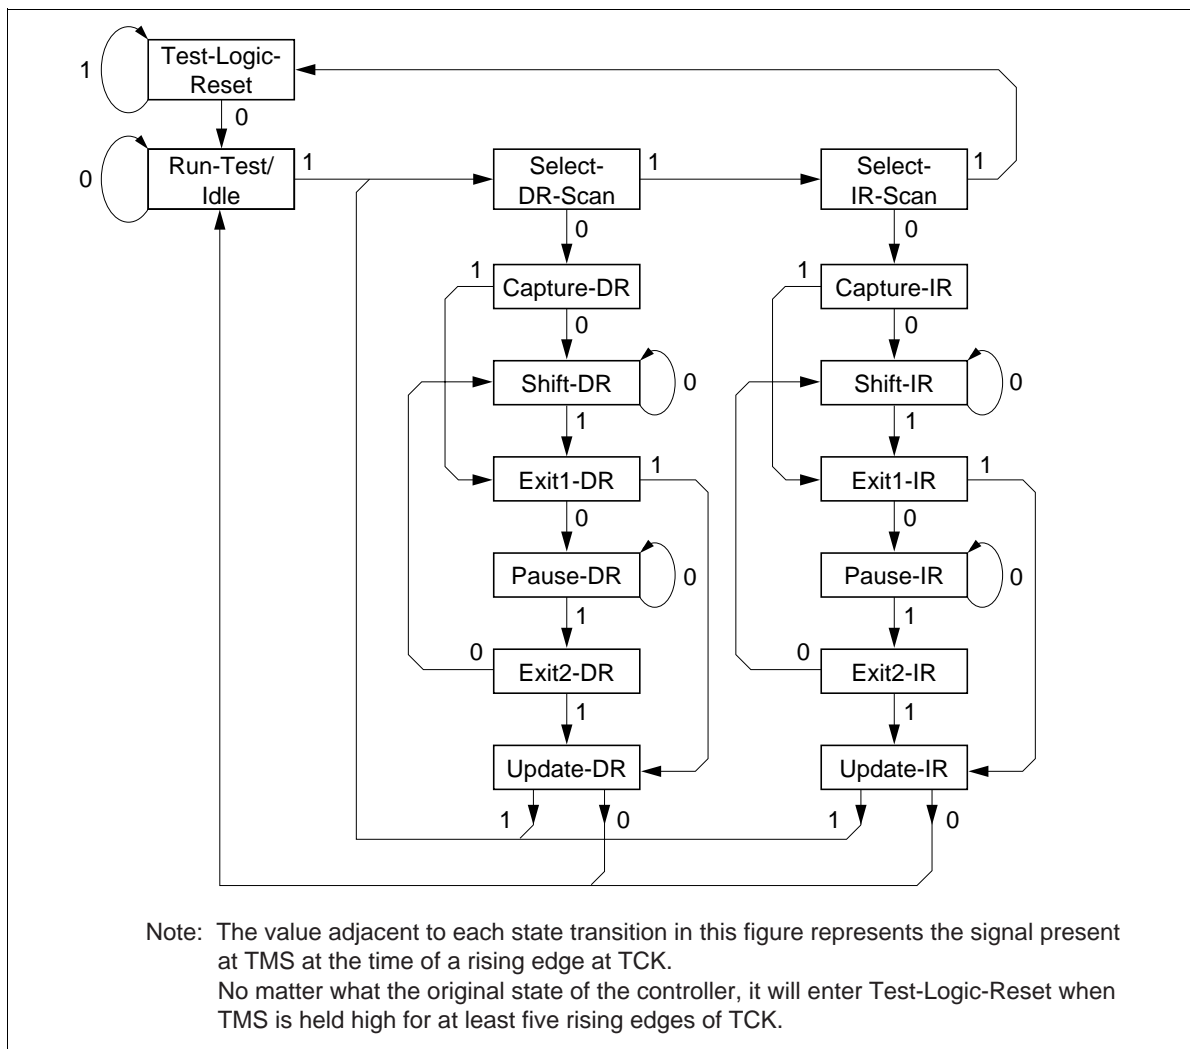 Test-Logic-
Reset
1
0
Run-Test/
Idle
0
1
Select-
DR-Scan
1
0
Select-
IR-Scan
1
0
1
Capture-DR
0
1
Capture-IR
0
Shift-DR
0
1
Shift-IR
0
1
Exit1-DR
1
0
Exit1-IR
1
0
Pause-DR
0
1
Pause-IR
0
1
0
Exit2-DR
1
0
Exit2-IR
1
Update-DR
1
0
Update-IR
1
0
Note: The value adjacent to each state transition in this figure represents the signal present
at TMS at the time of a rising edge at TCK.
No matter what the original state of the controller, it will enter Test-Logic-Reset when
TMS is held high for at least five rising edges of TCK.